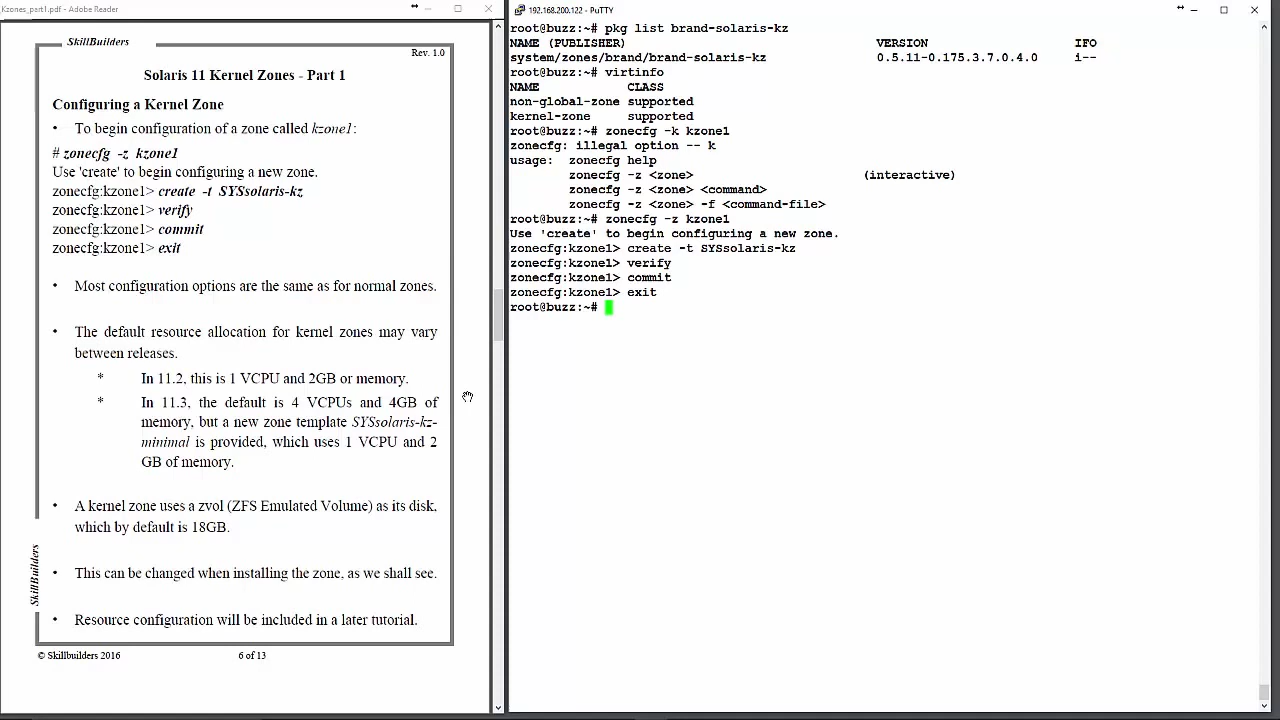 Kzones_part1.pdf - Adobe Reader
SkillBuilders
Rev. 1.0
Solaris 11 Kernel Zones - Part 1
Configuring a Kernel Zone
• To begin configuration of a zone called kzone1:
# zonecfg -z kzone1
Use 'create' to begin configuring a new zone.
zonecfg:kzone1> create -t SYSsolaris-kz
zonecfg:kzone1> verify
zonecfg:kzone1> commit
zonecfg:kzone1> exit
• Most configuration options are the same as for normal zones.
• The default resource allocation for kernel zones may vary
between releases.
* In 11.2, this is 1 VCPU and 2GB or memory.
* In 11.3, the default is 4 VCPUs and 4GB of
memory, but a new zone template SYSsolaris-kz-
minimal is provided, which uses 1 VCPU and 2
GB of memory.
• A kernel zone uses a zvol (ZFS Emulated Volume) as its disk,
which by default is 18GB.
• This can be changed when installing the zone, as we shall see.
• Resource configuration will be included in a later tutorial.
SkillBuilders
© Skillbuilders 2016 6 of 13
192.168.200.122 - PuTTY
root@buzz:~# pkg list brand-solaris-kz
NAME (PUBLISHER) VERSION IFO
system/zones/brand/brand-solaris-kz 0.5.11-0.175.3.7.0.4.0 i--
root@buzz:~# virtinfo
NAME CLASS
non-global-zone supported
kernel-zone supported
root@buzz:~# zonecfg -k kzone1
zonecfg: illegal option -- k
usage: zonecfg help
zonecfg -z <zone> (interactive)
zonecfg -z <zone> <command>
zonecfg -z <zone> -f <command-file>
root@buzz:~# zonecfg -z kzone1
Use 'create' to begin configuring a new zone.
zonecfg:kzone1> create -t SYSsolaris-kz
zonecfg:kzone1> verify
zonecfg:kzone1> commit
zonecfg:kzone1> exit
root@buzz:~#